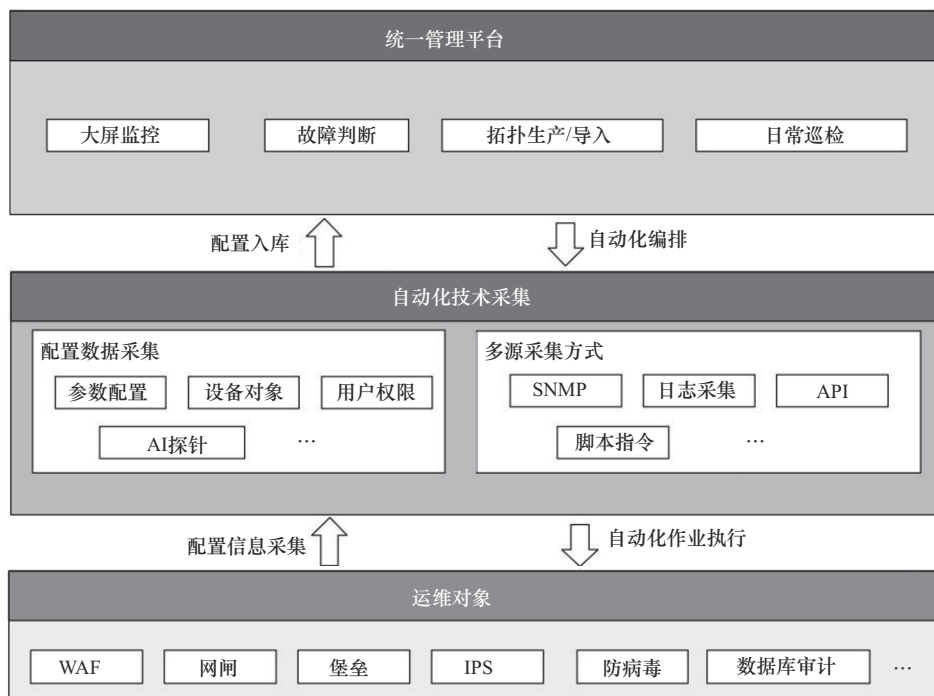 统一管理平台
大屏监控 故障判断 拓扑生产/导入 日常巡检
配置入库 自动化编排
自动化技术采集
配置数据采集 多源采集方式
参数配置 设备对象 用户权限 SNMP 日志采集 API
AI探针 … 脚本指令 …
配置信息采集 自动化作业执行
运维对象
WAF 网闸 堡垒 IPS 防病毒 数据库审计 …